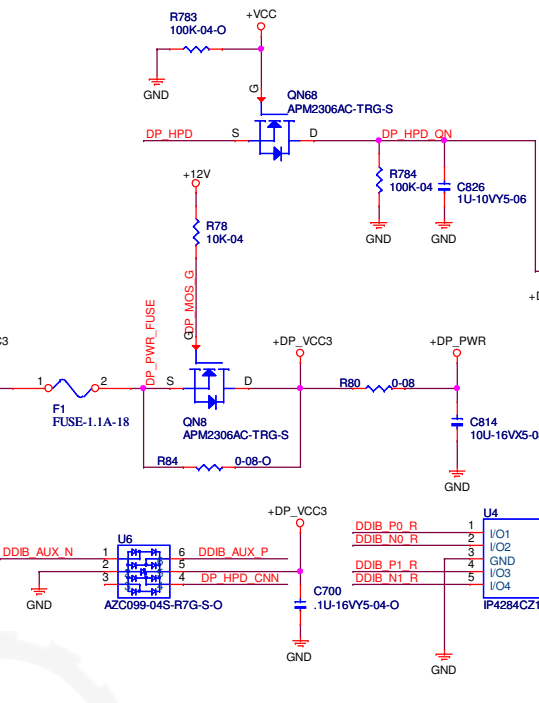 R783
100K-04-O
+VCC
GND
G
QN68
APM2306AC-TRG-S
DP_HPD
S
D
DP_HPD_ON
R784
100K-04
C826
1U-10VY5-06
GND
GND
+12V
R78
10K-04
DP_PWR_FUSE
DP_MOS_G
G
+D
C3
+DP_VCC3
+DP_PWR
1
2
S
D
R80
0-08
F1
FUSE-1.1A-18
QN8
APM2306AC-TRG-S
C814
10U-16VX5-0
R84
0-08-O
GND
+DP_VCC3
U6
DDIB_AUX_N
1
6
DDIB_AUX_P
2
5
3
4
DP_HPD_CNN
GND
AZC099-04S-R7G-S-O
C700
.1U-16VY5-04-O
GND
U4
DDIB_P0_R
1
I/O1
DDIB_N0_R
2
I/O2
3
GND
DDIB_P1_R
4
I/O3
DDIB_N1_R
5
I/O4
IP4284CZ1
GND